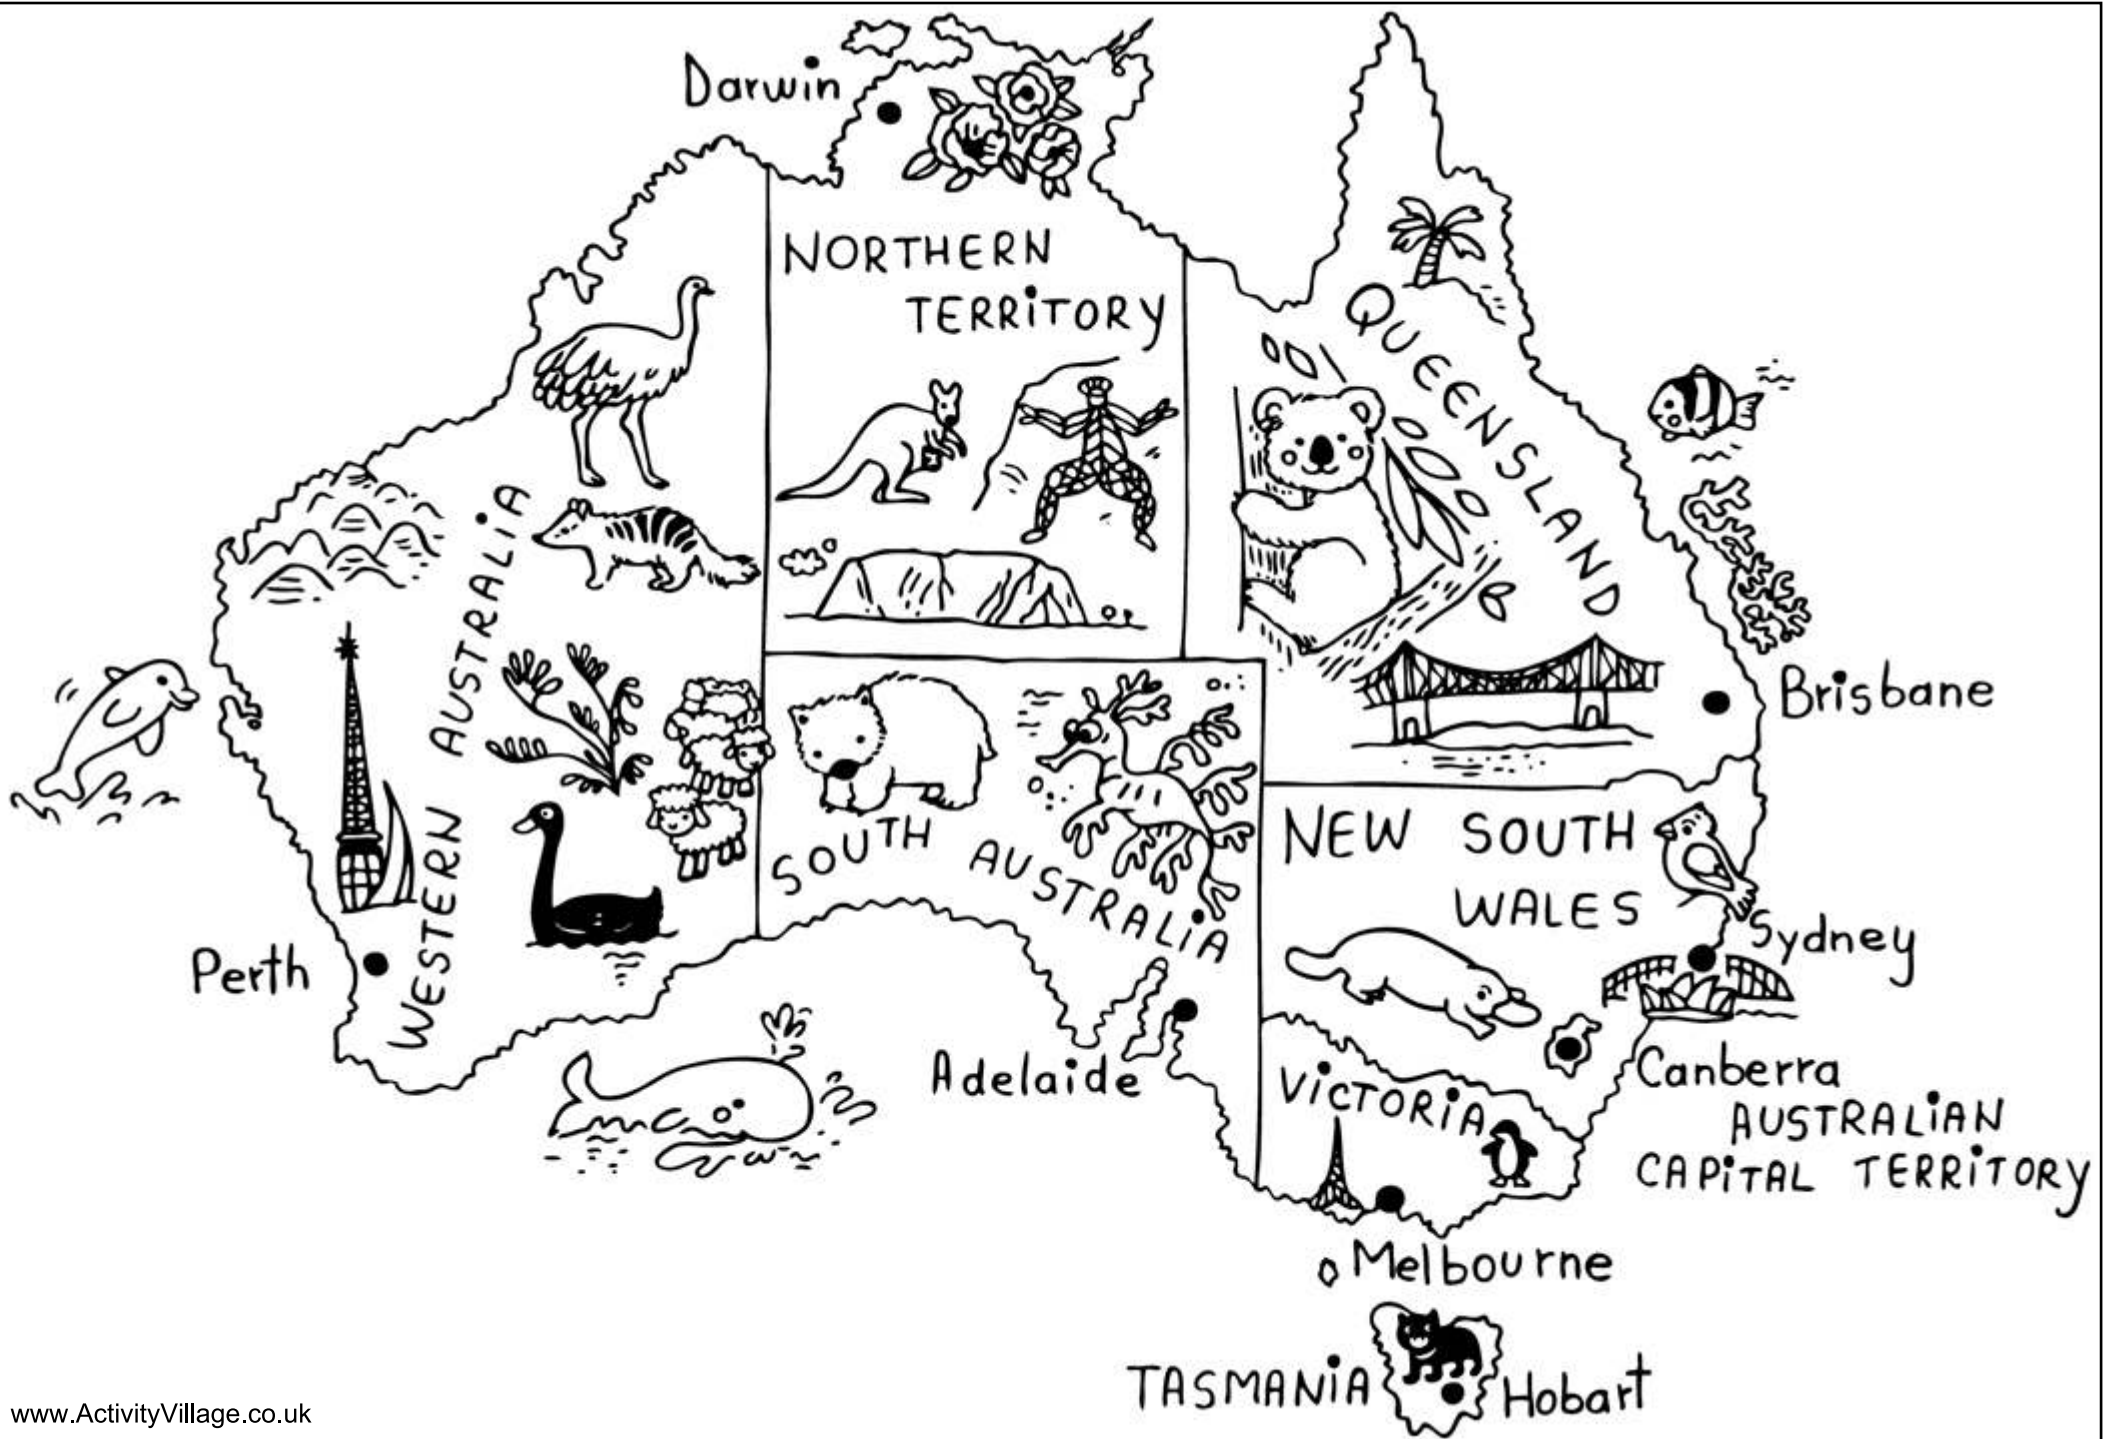 Darwin
NORTHERN
TERRiTORY
QUEENSLAND
WESTERN AUSTRALiA
Brisbane
SOUTH AUSTRALiA
NEW SOUTH
WALES
Sydney
Perth
Adelaide
Canberra
AUSTRALiAN
CAPiTAL TERRiTORY
ViCTORiA
Melbourne
TASMANiA
Hobart
www.ActivityVillage.co.uk